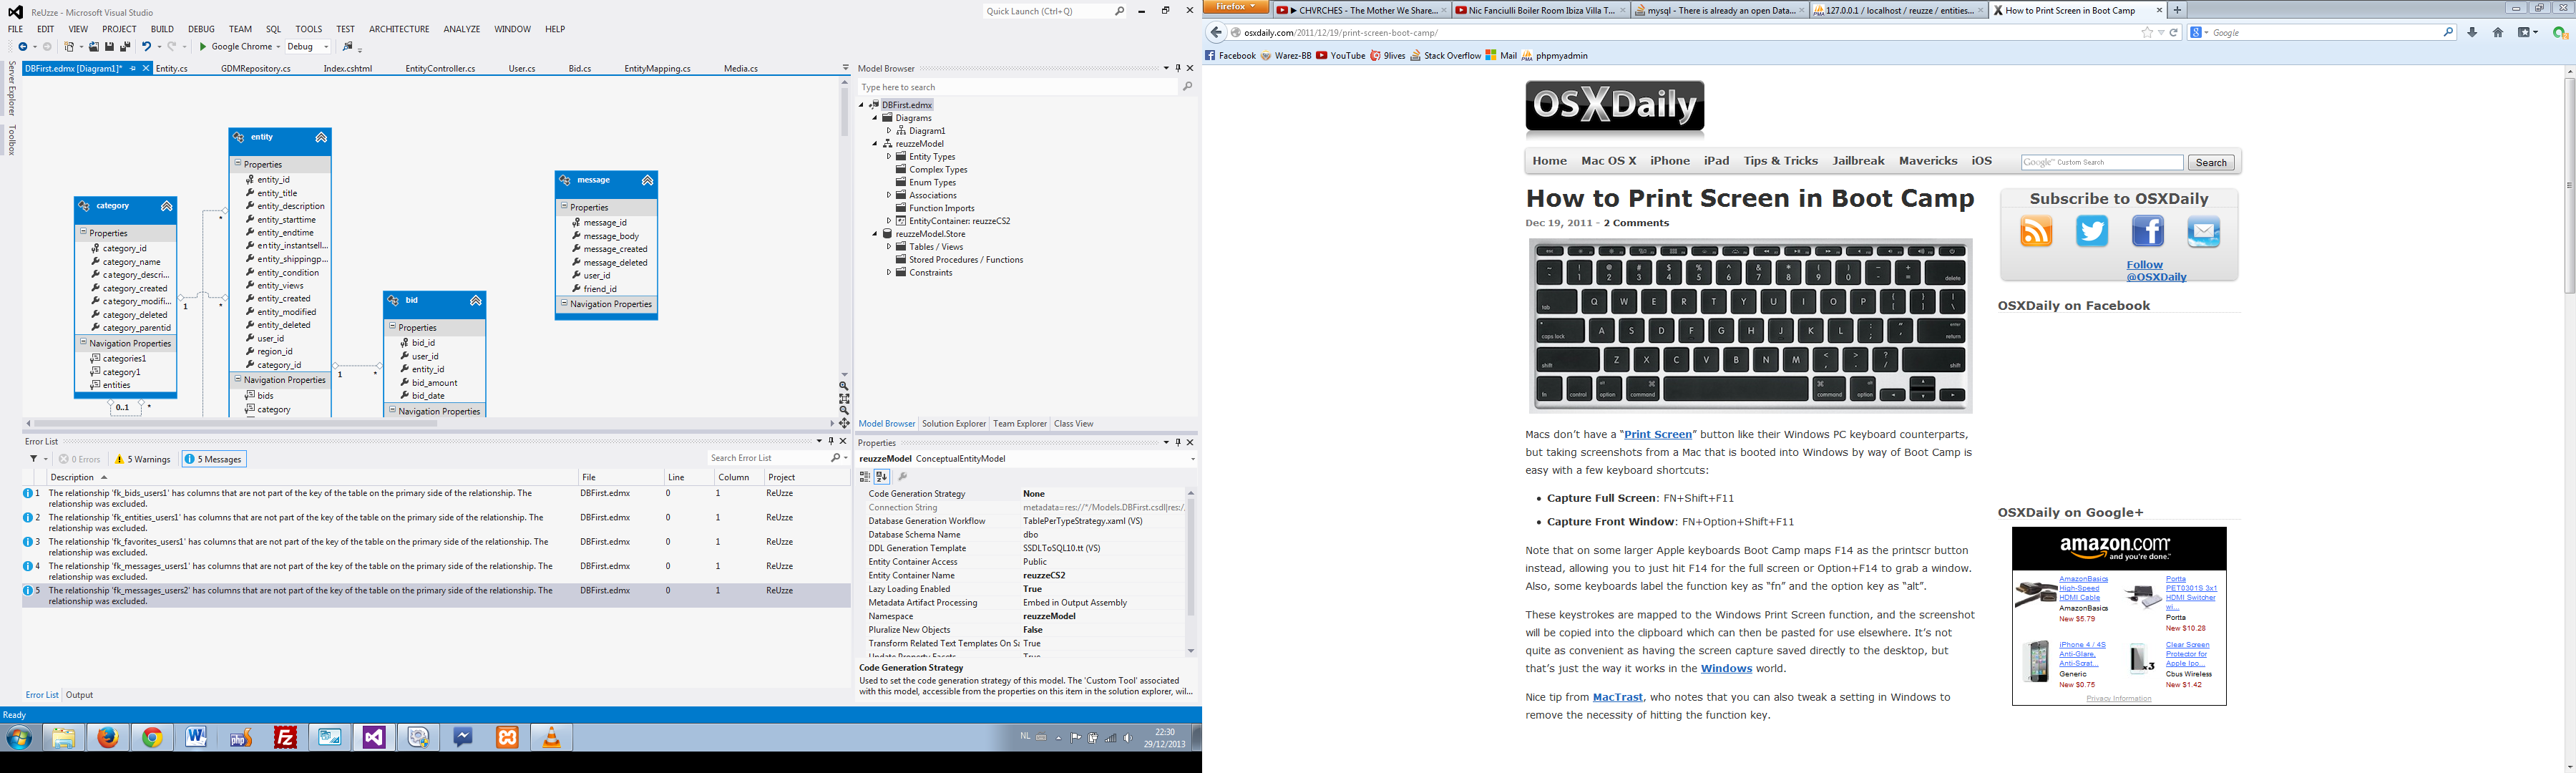 ReUzze - Microsoft Visual Studio
Quick Launch (Ctrl+Q)
FILE EDIT VIEW PROJECT BUILD DEBUG TEAM SQL TOOLS TEST ARCHITECTURE ANALYZE WINDOW HELP
Google Chrome Debug
DBFirst.edmx [Diagram1]* Entity.cs GDMRepository.cs Index.cshtml EntityController.cs User.cs Bid.cs EntityMapping.cs Media.cs
Server Explorer
Toolbox
category
Properties
category_id
category_name
category_descri...
category_created
category_modifi...
category_deleted
category_parentid
Navigation Properties
categories1
category1
entities
0..1 *
1 *
*
entity
Properties
entity_id
entity_title
entity_description
entity_starttime
entity_endtime
entity_instantsell...
entity_shippingp...
entity_condition
entity_views
entity_created
entity_modified
entity_deleted
user_id
region_id
category_id
Navigation Properties
bids
category
1 *
bid
Properties
bid_id
user_id
entity_id
bid_amount
bid_date
Navigation Properties
message
Properties
message_id
message_body
message_created
message_deleted
user_id
friend_id
Navigation Properties
Model Browser
Type here to search
DBFirst.edmx
Diagrams
Diagram1
reuzzeModel
Entity Types
Complex Types
Enum Types
Associations
Function Imports
EntityContainer: reuzzeCS2
reuzzeModel.Store
Tables / Views
Stored Procedures / Functions
Constraints
Model Browser Solution Explorer Team Explorer Class View
Error List
0 Errors 5 Warnings 5 Messages
Search Error List
Description File Line Column Project
1 The relationship 'fk_bids_users1' has columns that are not part of the key of the table on the primary side of the relationship. The DBFirst.edmx 0 1 ReUzze
relationship was excluded.
2 The relationship 'fk_entities_users1' has columns that are not part of the key of the table on the primary side of the relationship. The DBFirst.edmx 0 1 ReUzze
relationship was excluded.
3 The relationship 'fk_favorites_users1' has columns that are not part of the key of the table on the primary side of the relationship. The DBFirst.edmx 0 1 ReUzze
relationship was excluded.
4 The relationship 'fk_messages_users1' has columns that are not part of the key of the table on the primary side of the relationship. The DBFirst.edmx 0 1 ReUzze
relationship was excluded.
5 The relationship 'fk_messages_users2' has columns that are not part of the key of the table on the primary side of the relationship. The DBFirst.edmx 0 1 ReUzze
relationship was excluded.
Error List Output
Properties
reuzzeModel ConceptualEntityModel
Code Generation Strategy None
Connection String metadata=res://*/Models.DBFirst.csdl|res:/
Database Generation Workflow TablePerTypeStrategy.xaml (VS)
Database Schema Name dbo
DDL Generation Template SSDLToSQL10.tt (VS)
Entity Container Access Public
Entity Container Name reuzzeCS2
Lazy Loading Enabled True
Metadata Artifact Processing Embed in Output Assembly
Namespace reuzzeModel
Pluralize New Objects False
Transform Related Text Templates On Sa True
Update Property Facets True
Code Generation Strategy
Used to set the code generation strategy of this model. The 'Custom Tool' associated
with this model, accessible from the properties on this item in the solution explorer, wil...
Ready
NL
22:30
29/12/2013
Firefox
CHVRCHES - The Mother We Share...
Nic Fanciulli Boiler Room Ibiza Villa T...
mysql - There is already an open Data...
127.0.0.1 / localhost / reuzze / entities...
How to Print Screen in Boot Camp
osxdaily.com/2011/12/19/print-screen-boot-camp/
Google
Facebook Warez-BB YouTube 9lives Stack Overflow Mail phpmyadmin
OSXDaily
Home Mac OS X iPhone iPad Tips & Tricks Jailbreak Mavericks iOS
Google™ Custom Search
Search
How to Print Screen in Boot Camp
Dec 19, 2011 - 2 Comments
Q W E R T Y U I O P
A S D F G H J K L
Z X C V B N M
Macs don't have a “Print Screen” button like their Windows PC keyboard counterparts,
but taking screenshots from a Mac that is booted into Windows by way of Boot Camp is
easy with a few keyboard shortcuts:
Capture Full Screen: FN+Shift+F11
Capture Front Window: FN+Option+Shift+F11
Note that on some larger Apple keyboards Boot Camp maps F14 as the printscr button
instead, allowing you to just hit F14 for the full screen or Option+F14 to grab a window.
Also, some keyboards label the function key as “fn” and the option key as “alt”.
These keystrokes are mapped to the Windows Print Screen function, and the screenshot
will be copied into the clipboard which can then be pasted for use elsewhere. It's not
quite as convenient as having the screen capture saved directly to the desktop, but
that's just the way it works in the Windows world.
Nice tip from MacTrast, who notes that you can also tweak a setting in Windows to
remove the necessity of hitting the function key.
Subscribe to OSXDaily
Follow
@OSXDaily
OSXDaily on Facebook
OSXDaily on Google+
amazon.com
and you're done.
AmazonBasics
High-Speed
HDMI Cable
AmazonBasics
New $5.79
Portta
PET0301S 3x1
HDMI Switcher
wi...
Portta
New $10.28
iPhone 4 / 4S
Anti-Glare,
Anti-Scrat...
Generic
New $0.75
Clear Screen
Protector for
Apple Ipo...
Cbus Wireless
New $1.42
Privacy Information